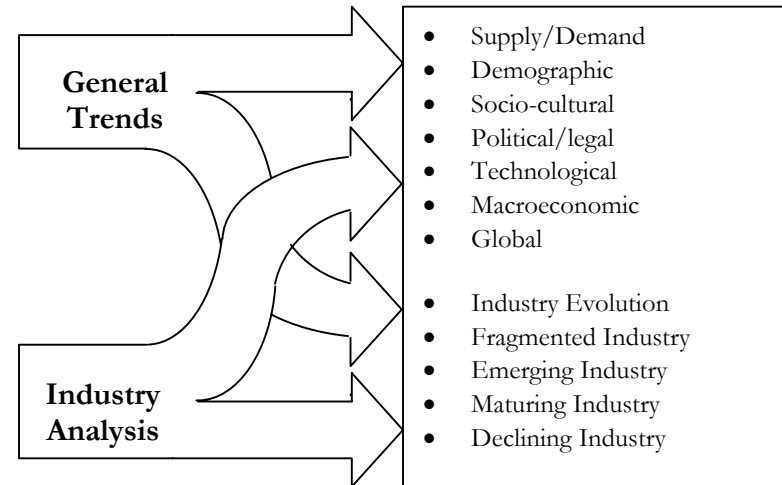 General
Trends
• Supply/Demand
• Demographic
• Socio-cultural
• Political/legal
• Technological
• Macroeconomic
• Global
• Industry Evolution
• Fragmented Industry
• Emerging Industry
• Maturing Industry
• Declining Industry
Industry
Analysis